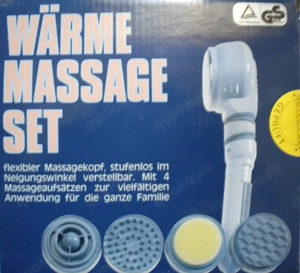 WÄRME
MASSAGE
SET
flexibler Massagekopf, stufenlos im
Neigungswinkel verstellbar. Mit 4
Massageaufsätzen zur vielfältigen
Anwendung für die ganze Familie
GEPRÜFT